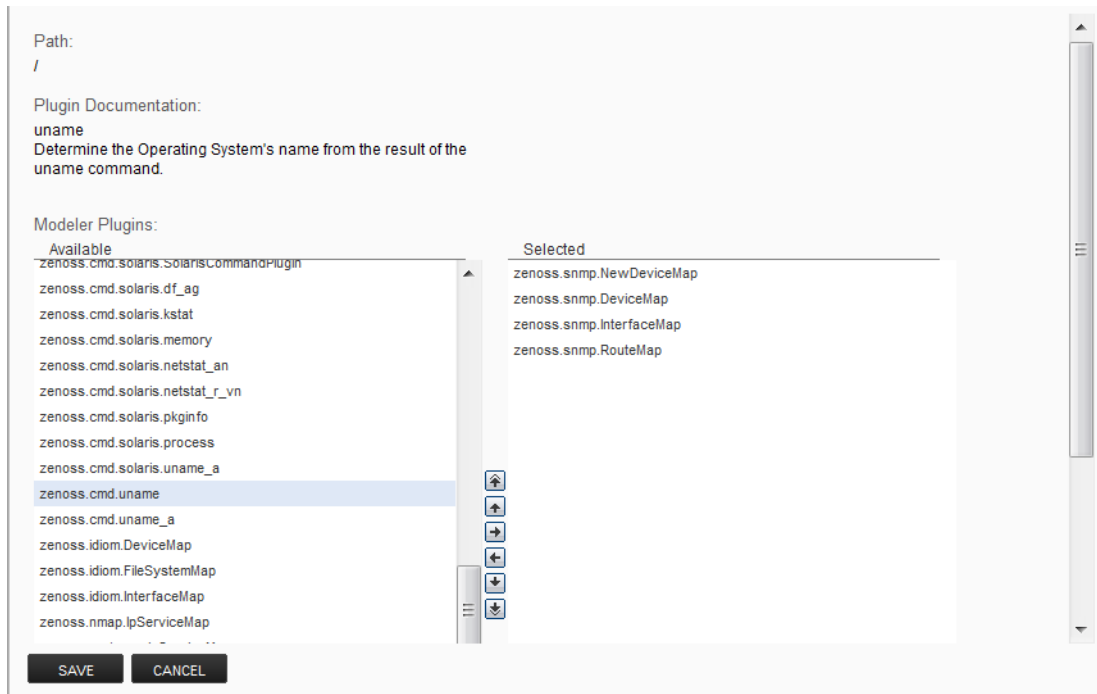 Path:
/
Plugin Documentation:
uname
Determine the Operating System's name from the result of the
uname command.
Modeler Plugins:
Available
zenoss.cmd.solaris.SolarisCommandPlugin
zenoss.cmd.solaris.df_ag
zenoss.cmd.solaris.kstat
zenoss.cmd.solaris.memory
zenoss.cmd.solaris.netstat_an
zenoss.cmd.solaris.netstat_r_vn
zenoss.cmd.solaris.pkginfo
zenoss.cmd.solaris.process
zenoss.cmd.solaris.uname_a
zenoss.cmd.uname
zenoss.cmd.uname_a
zenoss.idiom.DeviceMap
zenoss.idiom.FileSystemMap
zenoss.idiom.InterfaceMap
zenoss.nmap.IpServiceMap
Selected
zenoss.snmp.NewDeviceMap
zenoss.snmp.DeviceMap
zenoss.snmp.InterfaceMap
zenoss.snmp.RouteMap
SAVE
CANCEL